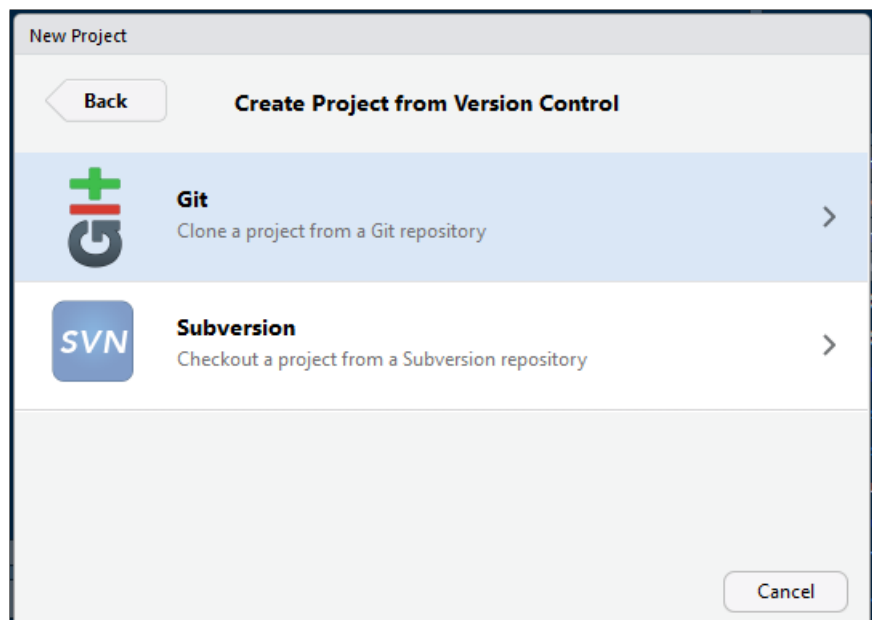 New Project
Back
Create Project from Version Control
git
Git
Clone a project from a Git repository
SVN
Subversion
Checkout a project from a Subversion repository
Cancel